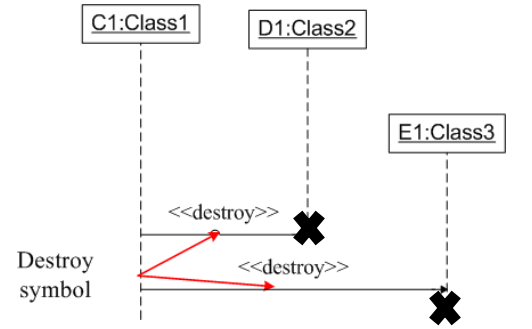 C1:Class1
D1:Class2
E1:Class3
<<destroy>>
<<destroy>>
Destroy
symbol